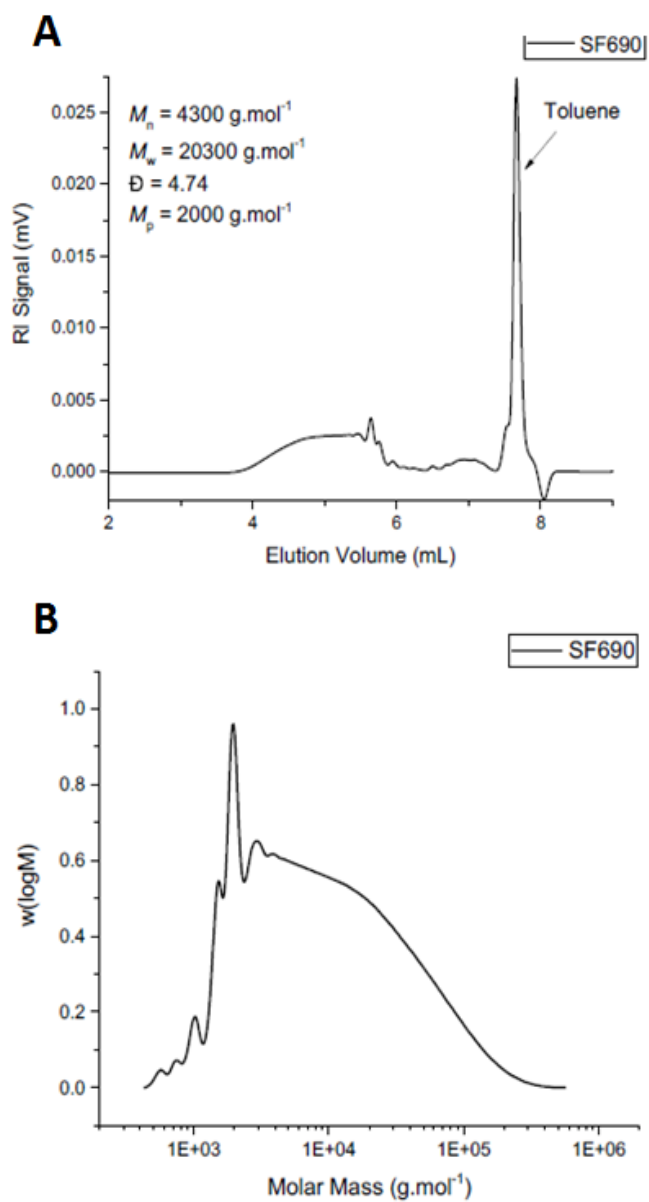 A
SF690
Mn = 4300 g.mol-1
Mw = 20300 g.mol-1
Đ = 4.74
Mp = 2000 g.mol-1
Toluene
RI Signal (mV)
0.025
0.020
0.015
0.010
0.005
0.000
2 4 6 8
Elution Volume (mL)
B
SF690
w(logM)
1.0
0.8
0.6
0.4
0.2
0.0
1E+03 1E+04 1E+05 1E+06
Molar Mass (g.mol-1)